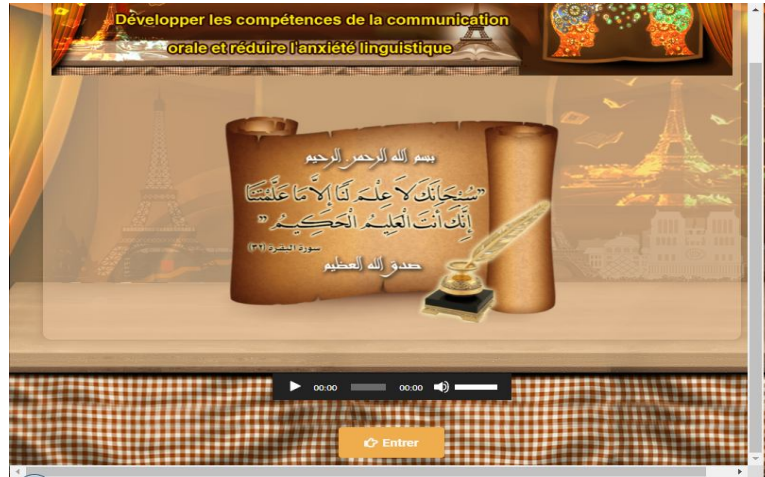 Développer les compétences de la communication
orale et réduire l'anxiété linguistique
بسم الله الرحمن الرحيم
"سُبْحَانَكَ لَا عِلْمَ لَنَا إِلَّا مَا عَلَّمْتَنَا
إِنَّكَ أَنْتَ الْعَلِيمُ الْحَكِيمُ"
سورة البقرة (٣٢)
صدق الله العظيم
00:00 00:00
Entrer